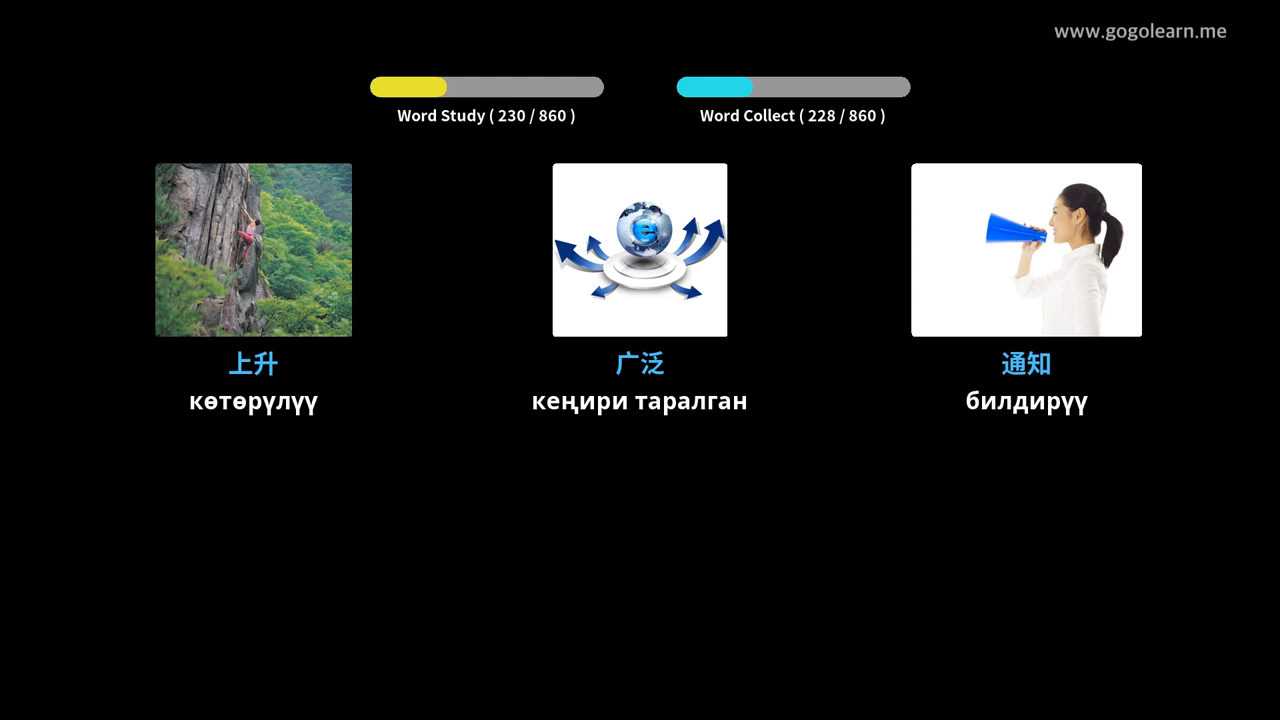 www.gogolearn.me
Word Study ( 230 / 860 )
Word Collect ( 228 / 860 )
e
上升
广泛
通知
көтөрүлүү
кеңири таралган
билдирүү